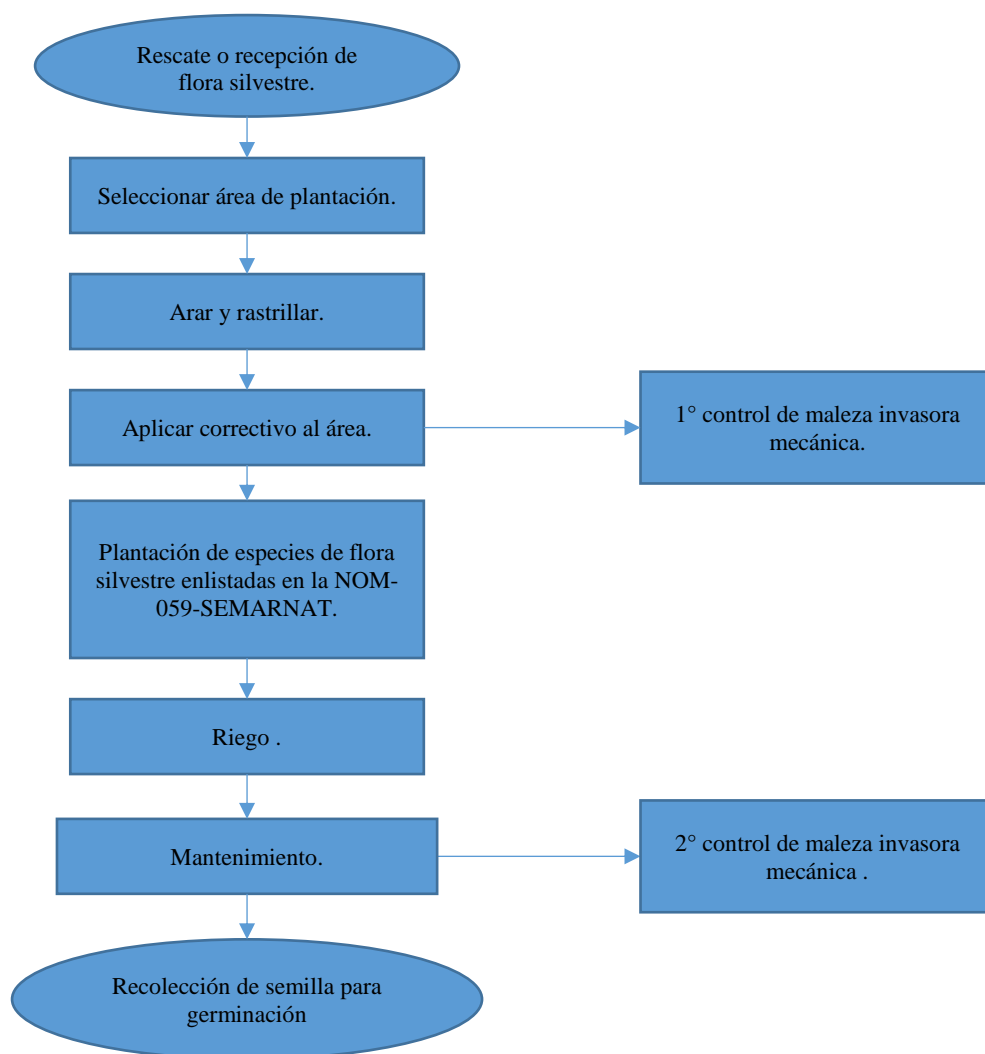 Rescate o recepción de
flora silvestre.
Seleccionar área de plantación.
Arar y rastrillar.
Aplicar correctivo al área.
1° control de maleza invasora
mecánica.
Plantación de especies de flora
silvestre enlistadas en la NOM-
059-SEMARNAT.
Riego .
Mantenimiento.
2° control de maleza invasora
mecánica .
Recolección de semilla para
germinación